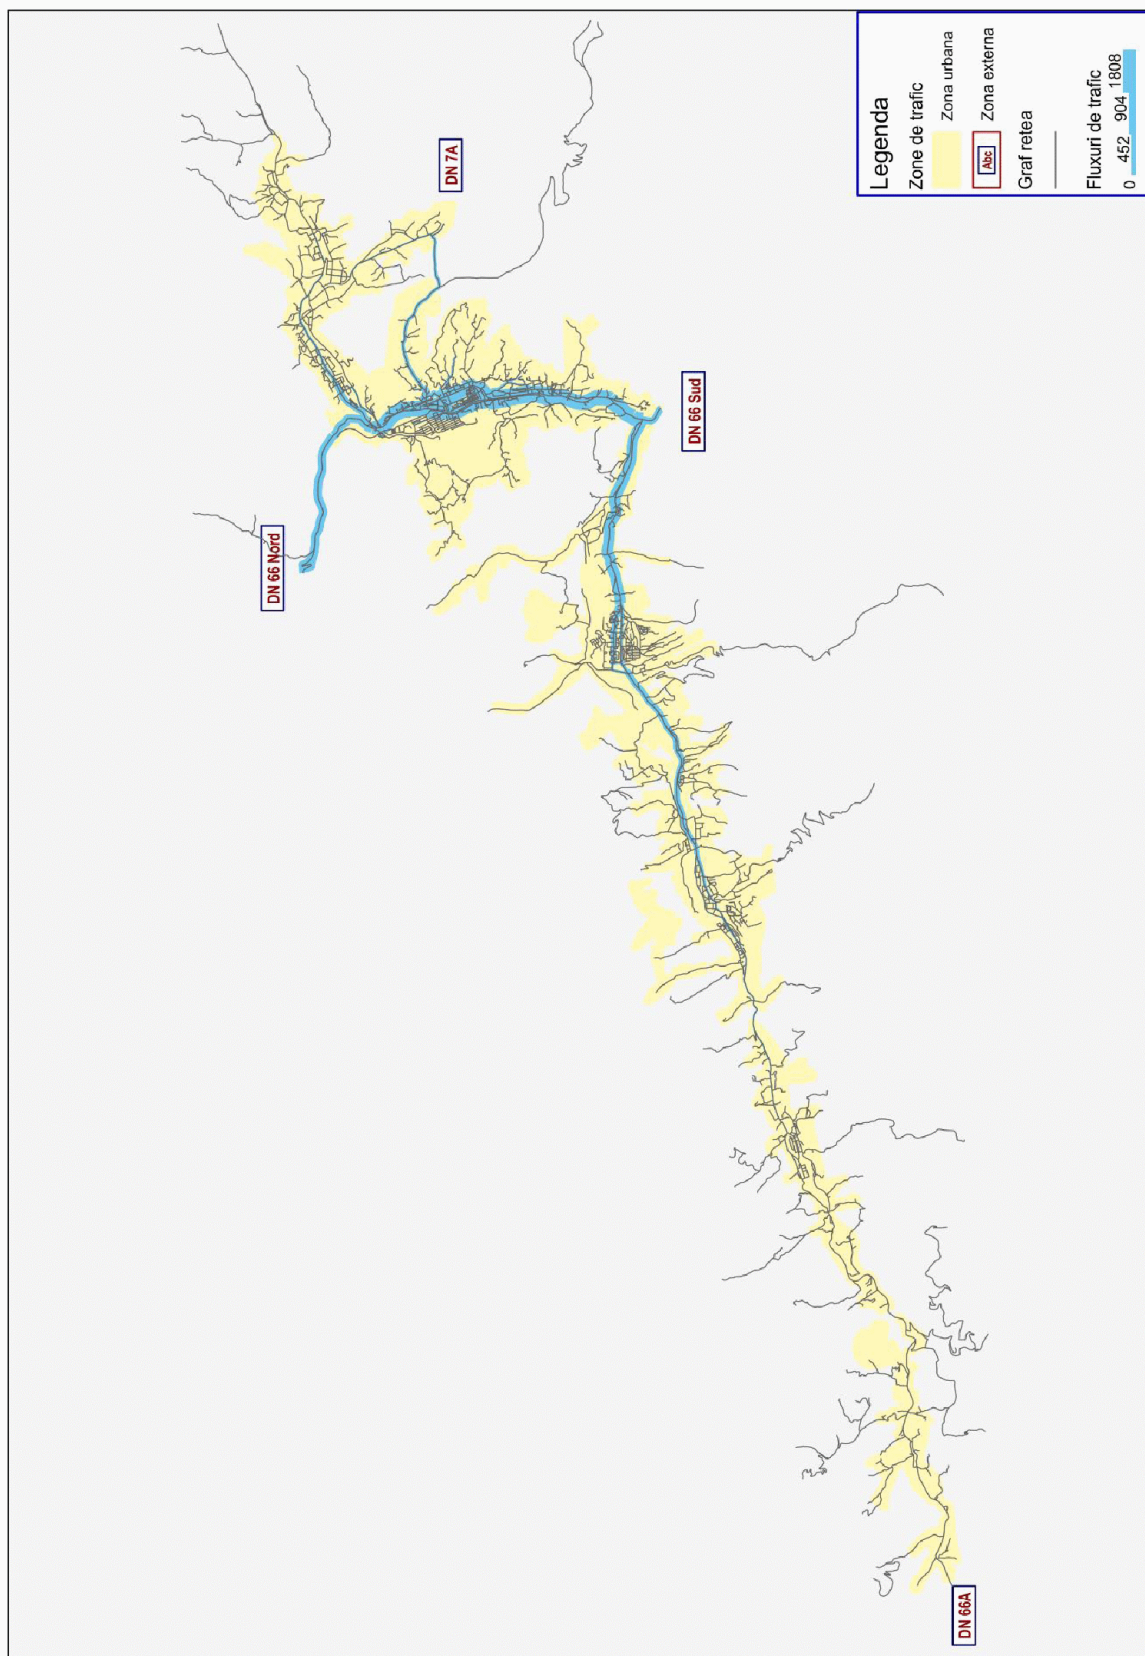 DN 7A
DN 66 Nord
DN 66 Sud
DN 66A
Legenda
Zone de trafic
Zona urbana
Abc
Zona externa
Graf retea
Fluxuri de trafic
0 452 904 1808